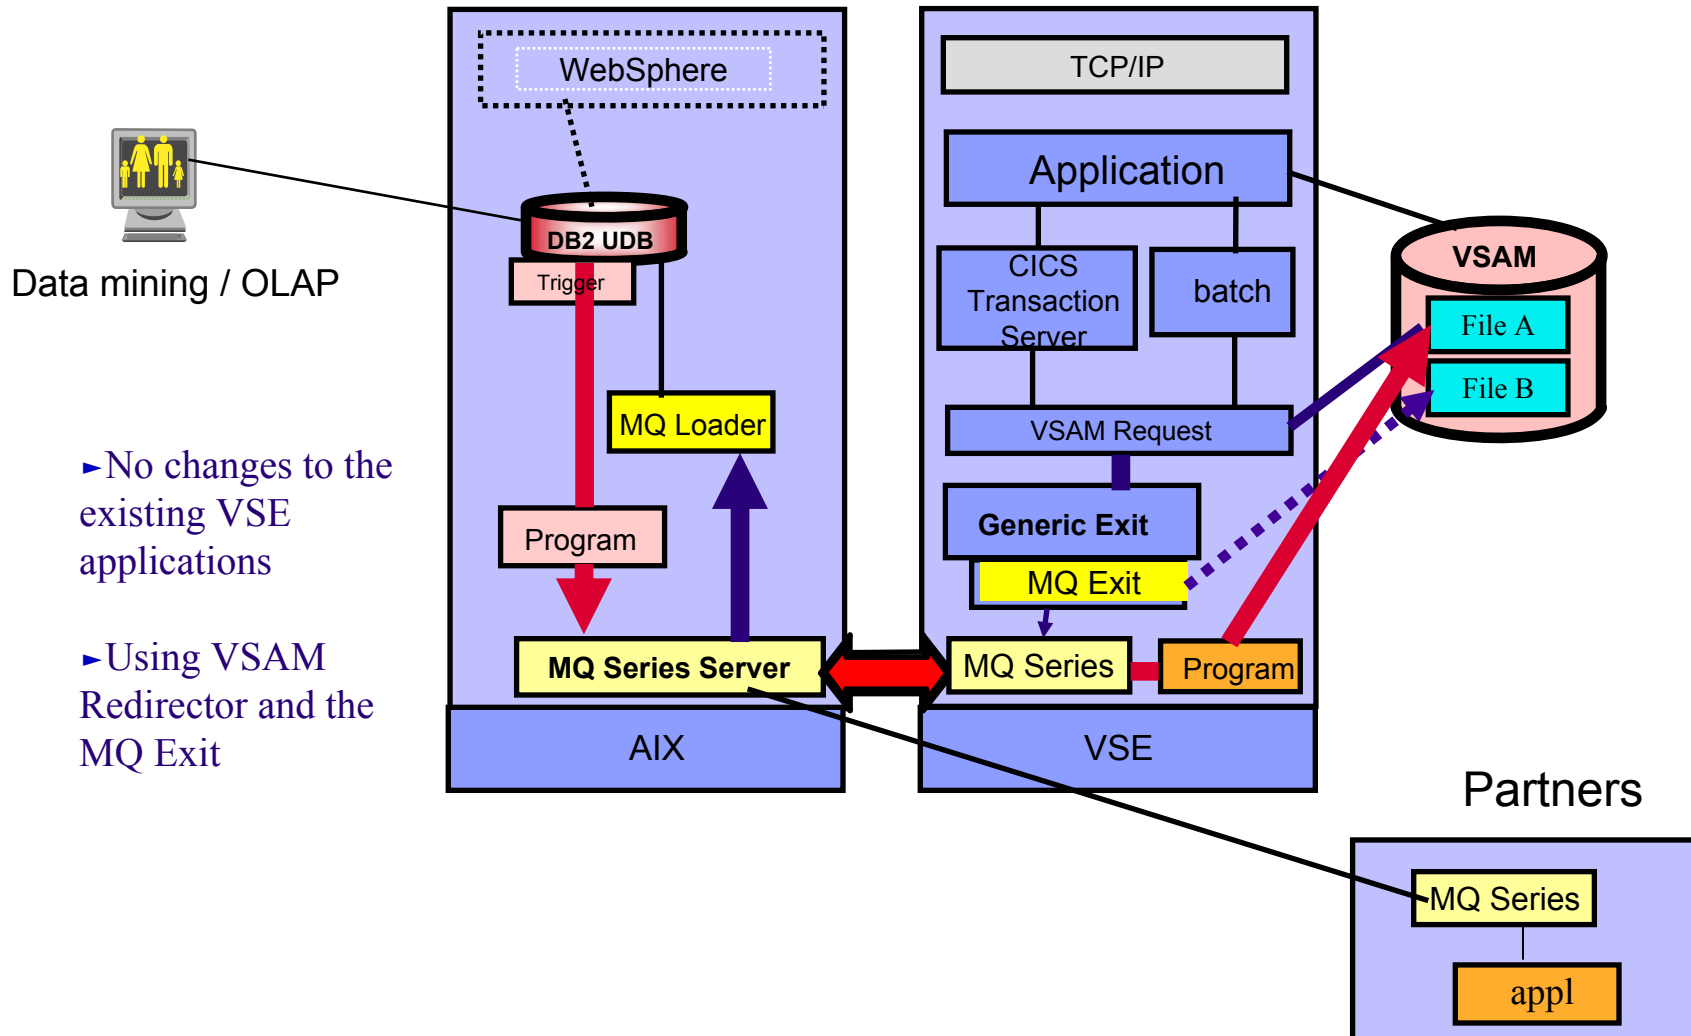 WebSphere
TCP/IP
Application
DB2 UDB
Trigger
CICS
Transaction
Server
batch
VSAM
File A
File B
Data mining / OLAP
MQ Loader
VSAM Request
►No changes to the
existing VSE
applications
Program
Generic Exit
MQ Exit
►Using VSAM
Redirector and the
MQ Exit
MQ Series Server
MQ Series
Program
AIX
VSE
Partners
MQ Series
appl